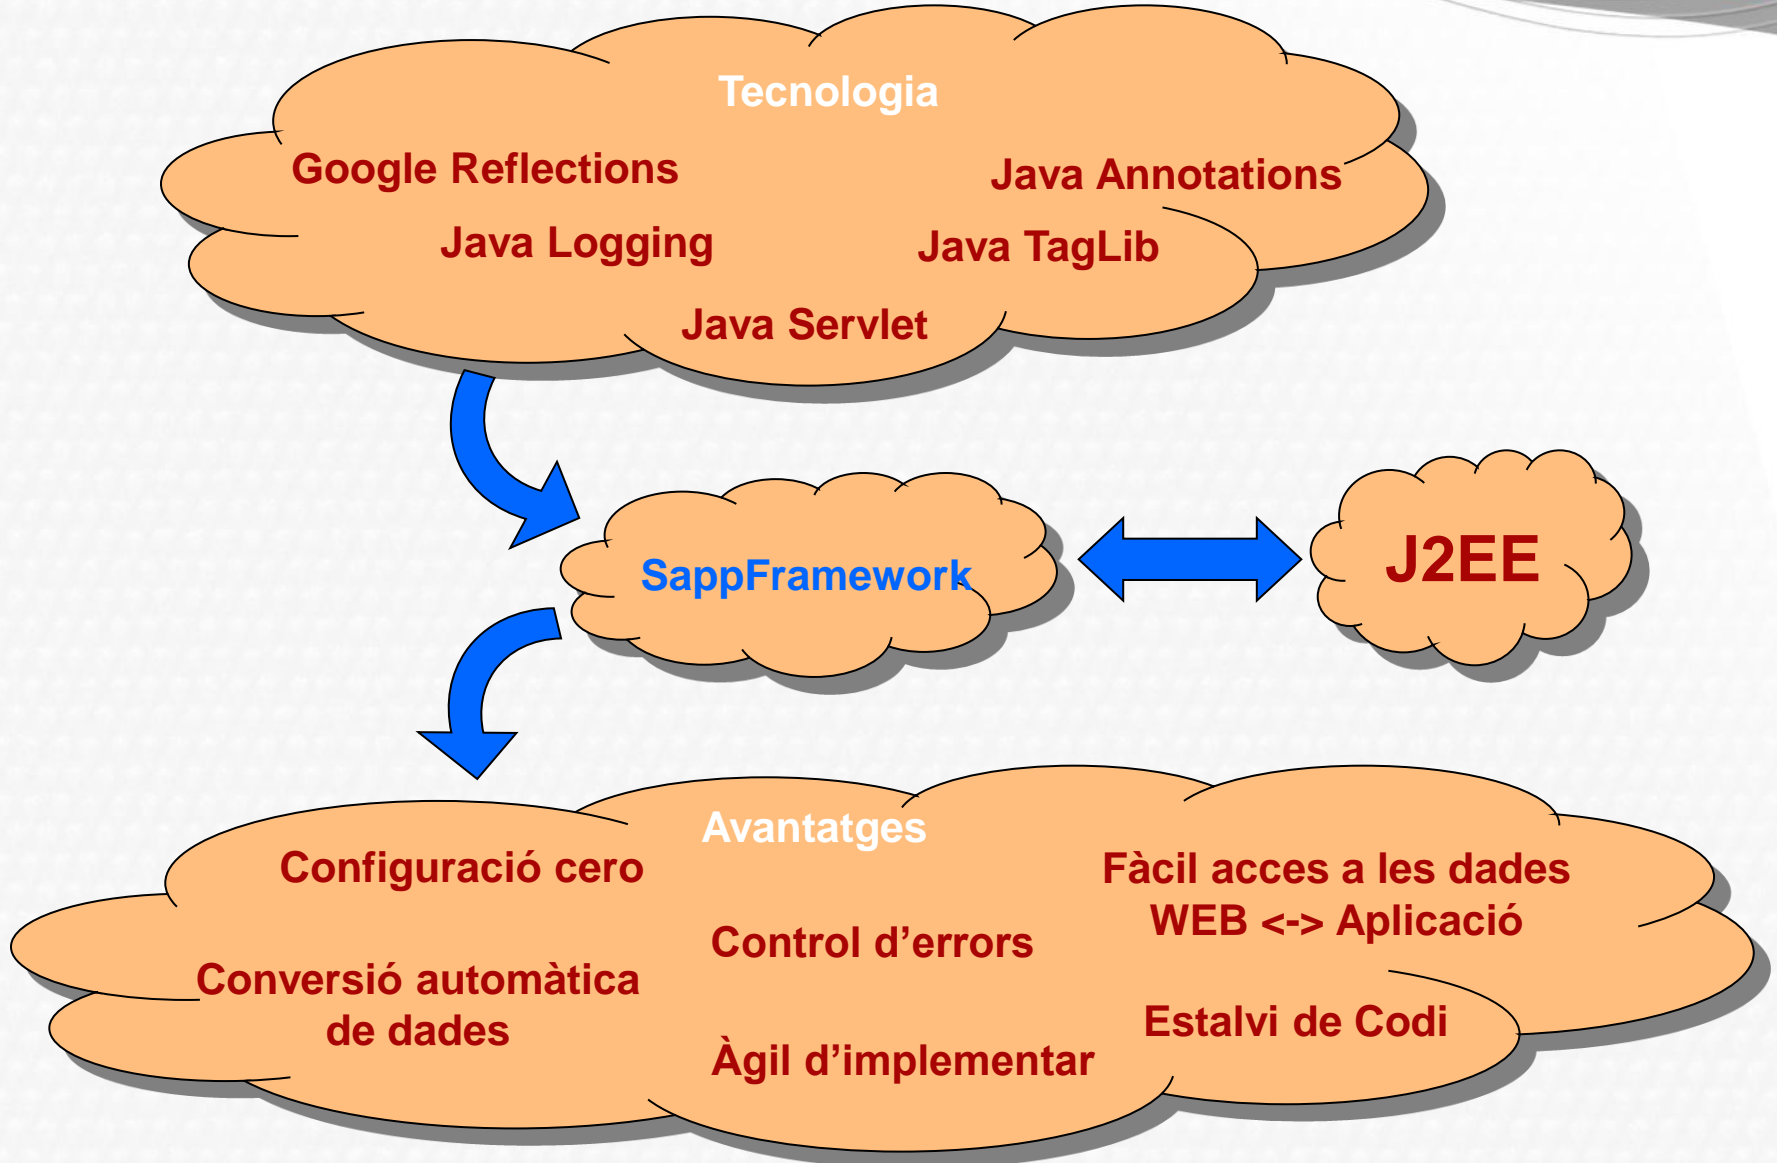 Tecnologia
Google Reflections
Java Annotations
Java Logging
Java TagLib
Java Servlet
SappFramework
J2EE
Avantatges
Configuració cero
Fàcil acces a les dades
WEB <-> Aplicació
Control d’errors
Conversió automàtica
de dades
Estalvi de Codi
Àgil d’implementar